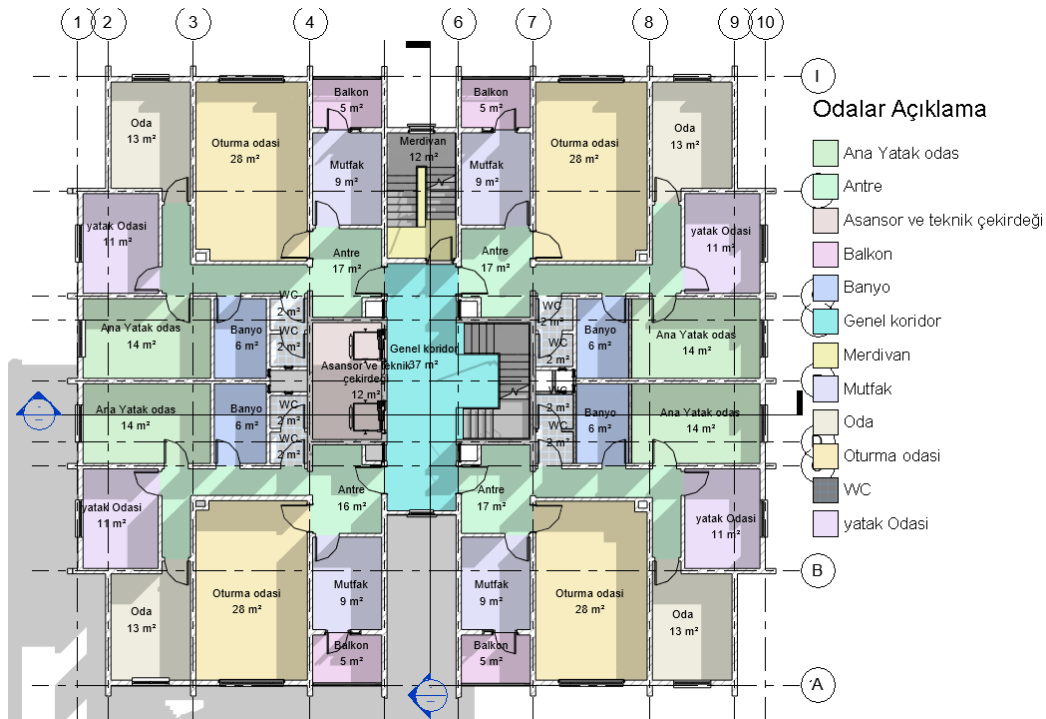 1 2 3 4 6 7 8 9 10
I
Balkon
5 m²
Balkon
5 m²
Oda
13 m²
Oturma odasi
28 m²
Mutfak
9 m²
Merdivan
12 m²
Mutfak
9 m²
Oturma odasi
28 m²
Oda
13 m²
yatak Odasi
11 m²
Antre
17 m²
Antre
17 m²
yatak Odasi
11 m²
Ana Yatak odas
14 m²
Banyo
6 m²
WC
2 m²
WC
2 m²
Genel koridor
37 m²
WC
2 m²
WC
2 m²
Banyo
6 m²
Ana Yatak odas
14 m²
Asansor ve teknik
çekirdeği
12 m²
Ana Yatak odas
14 m²
Banyo
6 m²
WC
2 m²
WC
2 m²
WC
2 m²
WC
2 m²
Banyo
6 m²
Ana Yatak odas
14 m²
yatak Odasi
11 m²
Antre
16 m²
Antre
17 m²
yatak Odasi
11 m²
B
Oda
13 m²
Oturma odasi
28 m²
Mutfak
9 m²
Mutfak
9 m²
Oturma odasi
28 m²
Oda
13 m²
Balkon
5 m²
Balkon
5 m²
A
Odalar Açıklama
Ana Yatak odas
Antre
Asansor ve teknik çekirdeği
Balkon
Banyo
Genel koridor
Merdivan
Mutfak
Oda
Oturma odasi
WC
yatak Odasi